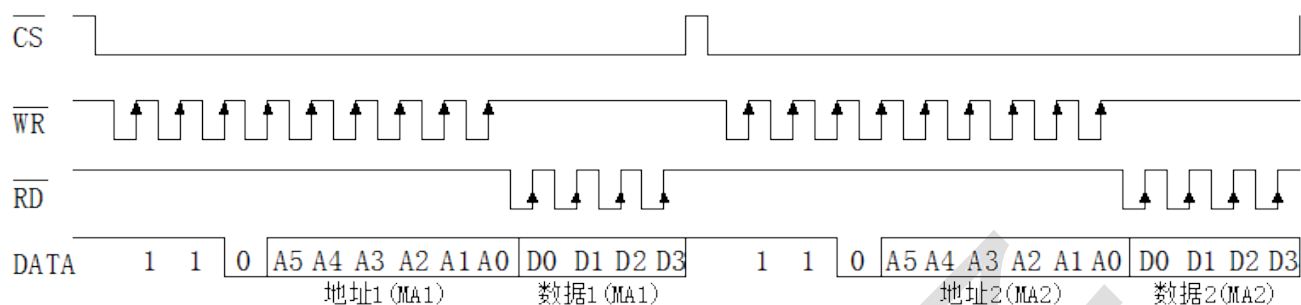 CS
WR
RD
DATA 1 1 0 A5 A4 A3 A2 A1 A0 D0 D1 D2 D3 1 1 0 A5 A4 A3 A2 A1 A0 D0 D1 D2 D3
地址1(MA1) 数据1(MA1) 地址2(MA2) 数据2(MA2)